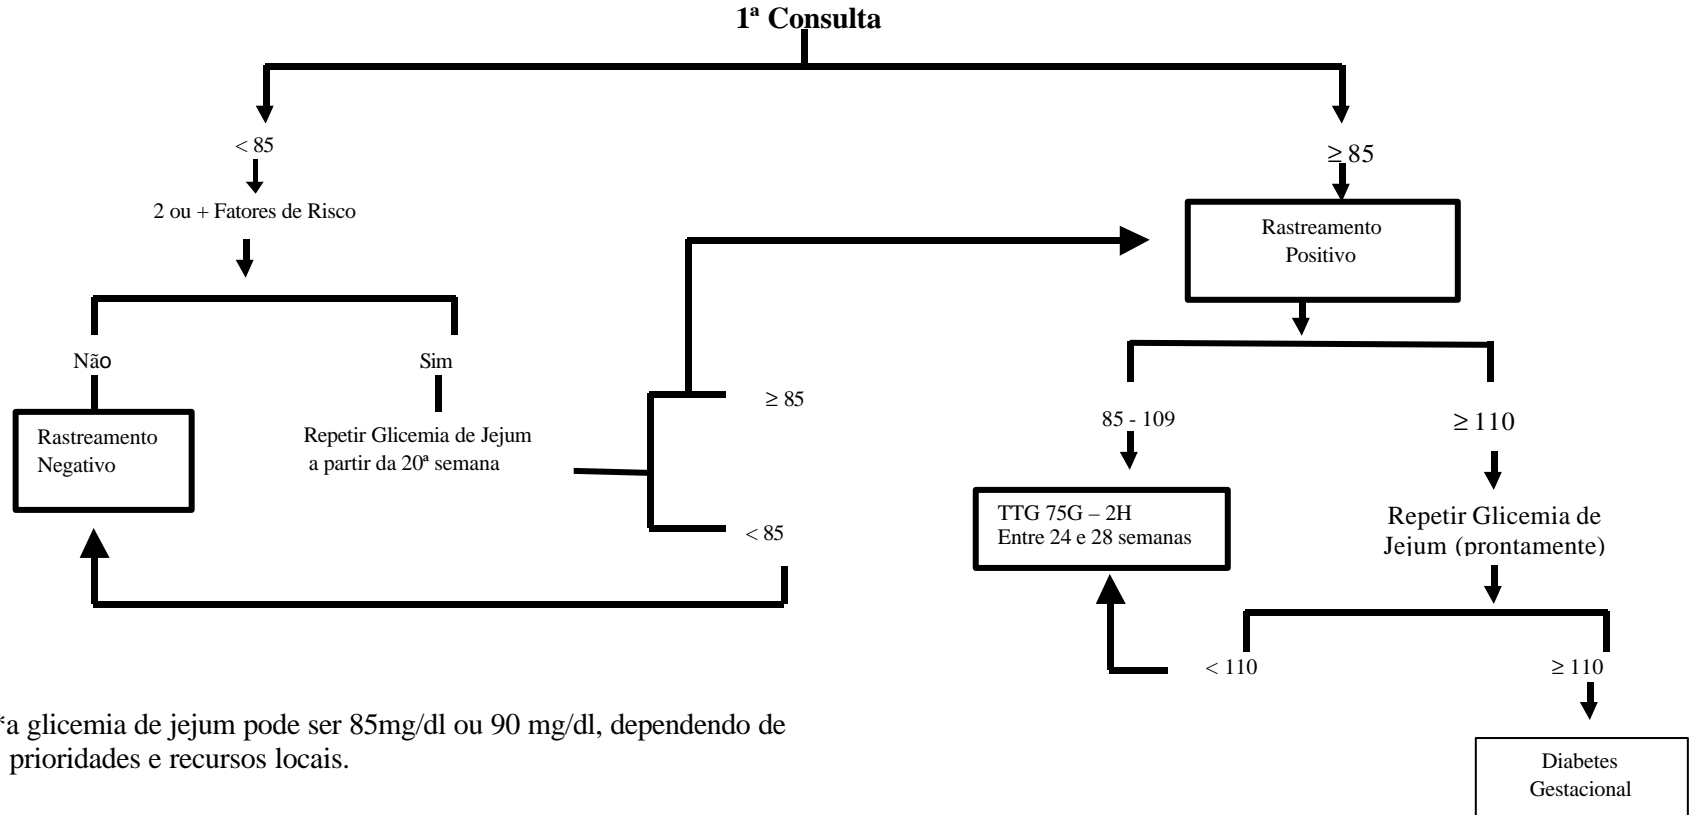 1ª Consulta
< 85
≥ 85
2 ou + Fatores de Risco
Rastreamento
Positivo
Não
Sim
≥ 85
85 - 109
≥ 110
Rastreamento
Negativo
Repetir Glicemia de Jejum
a partir da 20ª semana
< 85
TTG 75G – 2H
Entre 24 e 28 semanas
Repetir Glicemia de
Jejum (prontamente)
< 110
≥ 110
*a glicemia de jejum pode ser 85mg/dl ou 90 mg/dl, dependendo de
prioridades e recursos locais.
Diabetes
Gestacional